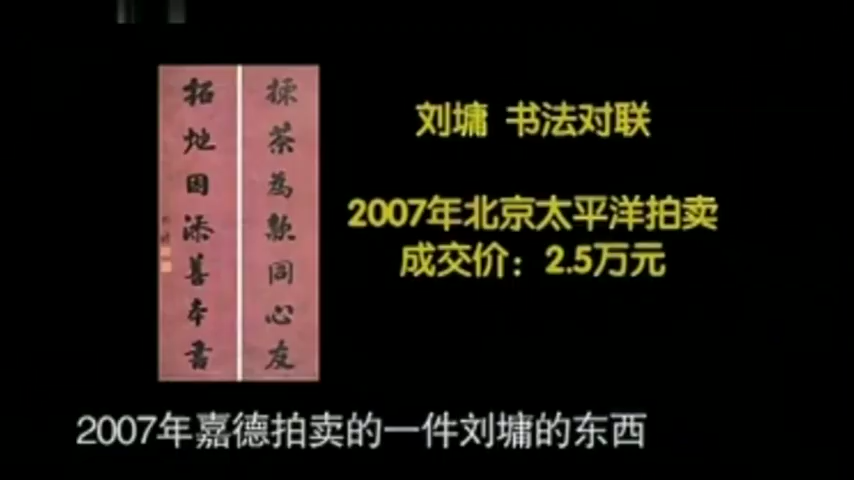 揀茶為款同心友
拓地因添善本書
刘墉 书法对联
2007年北京太平洋拍卖
成交价：2.5万元
2007年嘉德拍卖的一件刘墉的东西